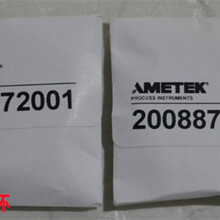 72001
AMETEK®
PROCESS INSTRUMENTS
200887